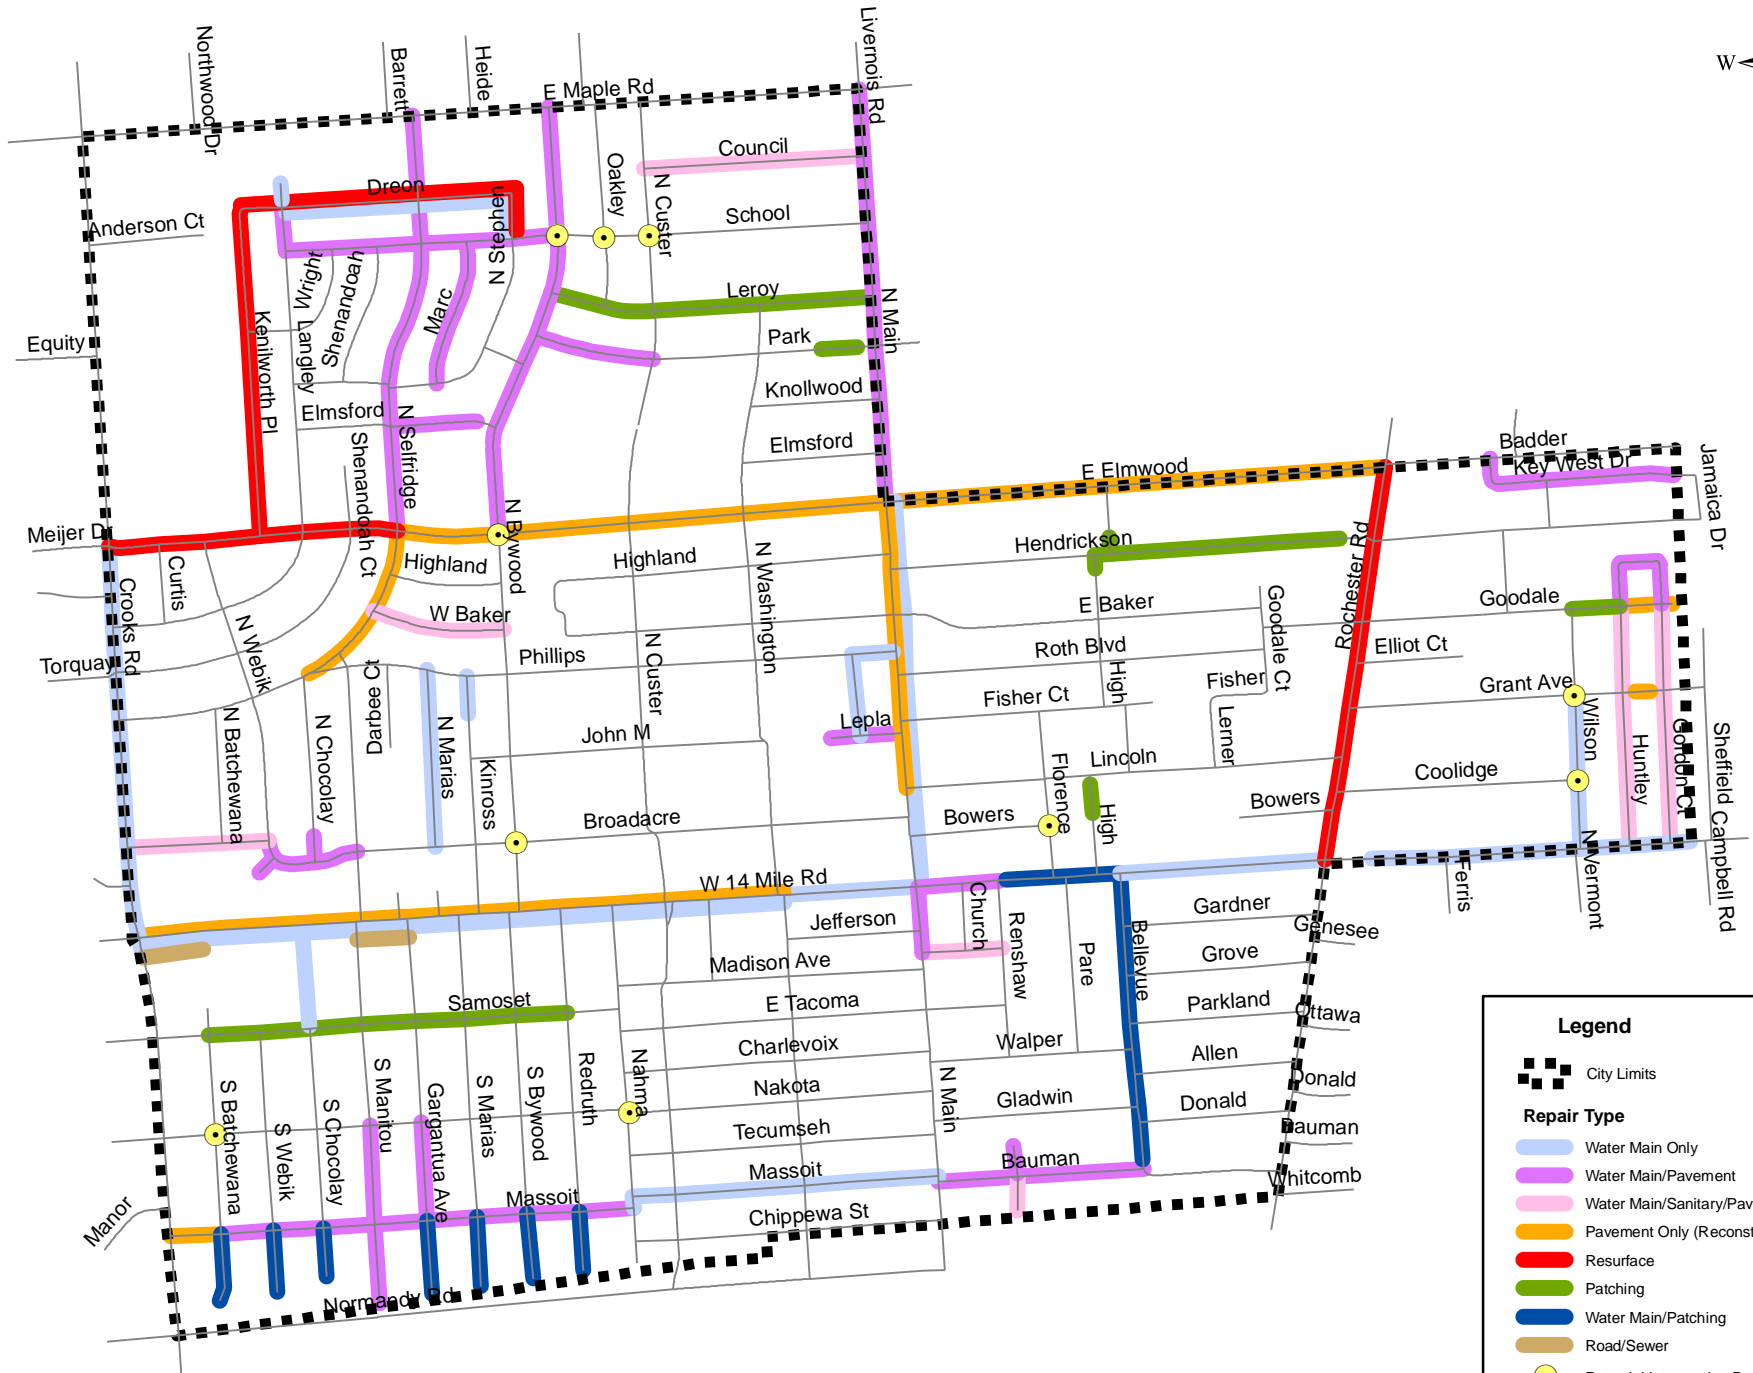 Livernois Rd
Northwood Dr
Barrett
Heide
E Maple Rd
W
Council
Dreon
Oakley
N Custer
School
Anderson Ct
N Stephen
Wright
Shenandoah
Marc
Leroy
N Main
Equity
Kenilworth Pl
Langley
Park
Knollwood
Elmsford
N Selfridge
Elmsford
Shenandoah Ct
Badder
Key West Dr
Jamaica Dr
E Elmwood
Meijer Dr
N Bywood
Highland
Highland
Hendrickson
Rochester Rd
Curtis
Crooks Rd
N Washington
W Baker
E Baker
Goodale Ct
Goodale
N Webik
Torquay
Phillips
N Custer
Roth Blvd
High
Elliot Ct
Darbee Ct
Fisher
Grant Ave
Fisher Ct
N Batchewana
N Chocolay
N Marias
Lepla
Lerner
Wilson
John M
Kinross
Lincoln
Florence
Coolidge
Huntley
Gordon Ct
Sheffield
Bowers
Broadacre
Bowers
High
Campbell Rd
W 14 Mile Rd
N Vermont
Ferris
Church
Renshaw
Jefferson
Gardner
Genesee
Bellevue
Pare
Madison Ave
Grove
Samoset
E Tacoma
Parkland
Ottawa
Legend
Charlevoix
Walper
Allen
City Limits
S Manitou
Redruth
Nahma
Nakota
N Main
Donald
Gladwin
Donald
Repair Type
S Batchewana
S Webik
S Chocolay
Gargantua Ave
S Marias
S Bywood
Tecumseh
Bauman
Water Main Only
Massoit
Bauman
Whitcomb
Water Main/Pavement
Massoit
Water Main/Sanitary/Pav
Manor
Chippewa St
Pavement Only (Reconst
Resurface
Patching
Normandy Rd
Water Main/Patching
Road/Sewer